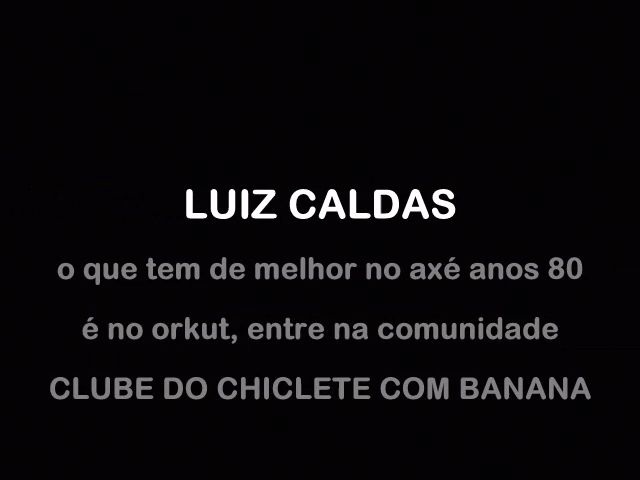 LUIZ CALDAS
o que tem de melhor no axé anos 80
é no orkut, entre na comunidade
CLUBE DO CHICLETE COM BANANA